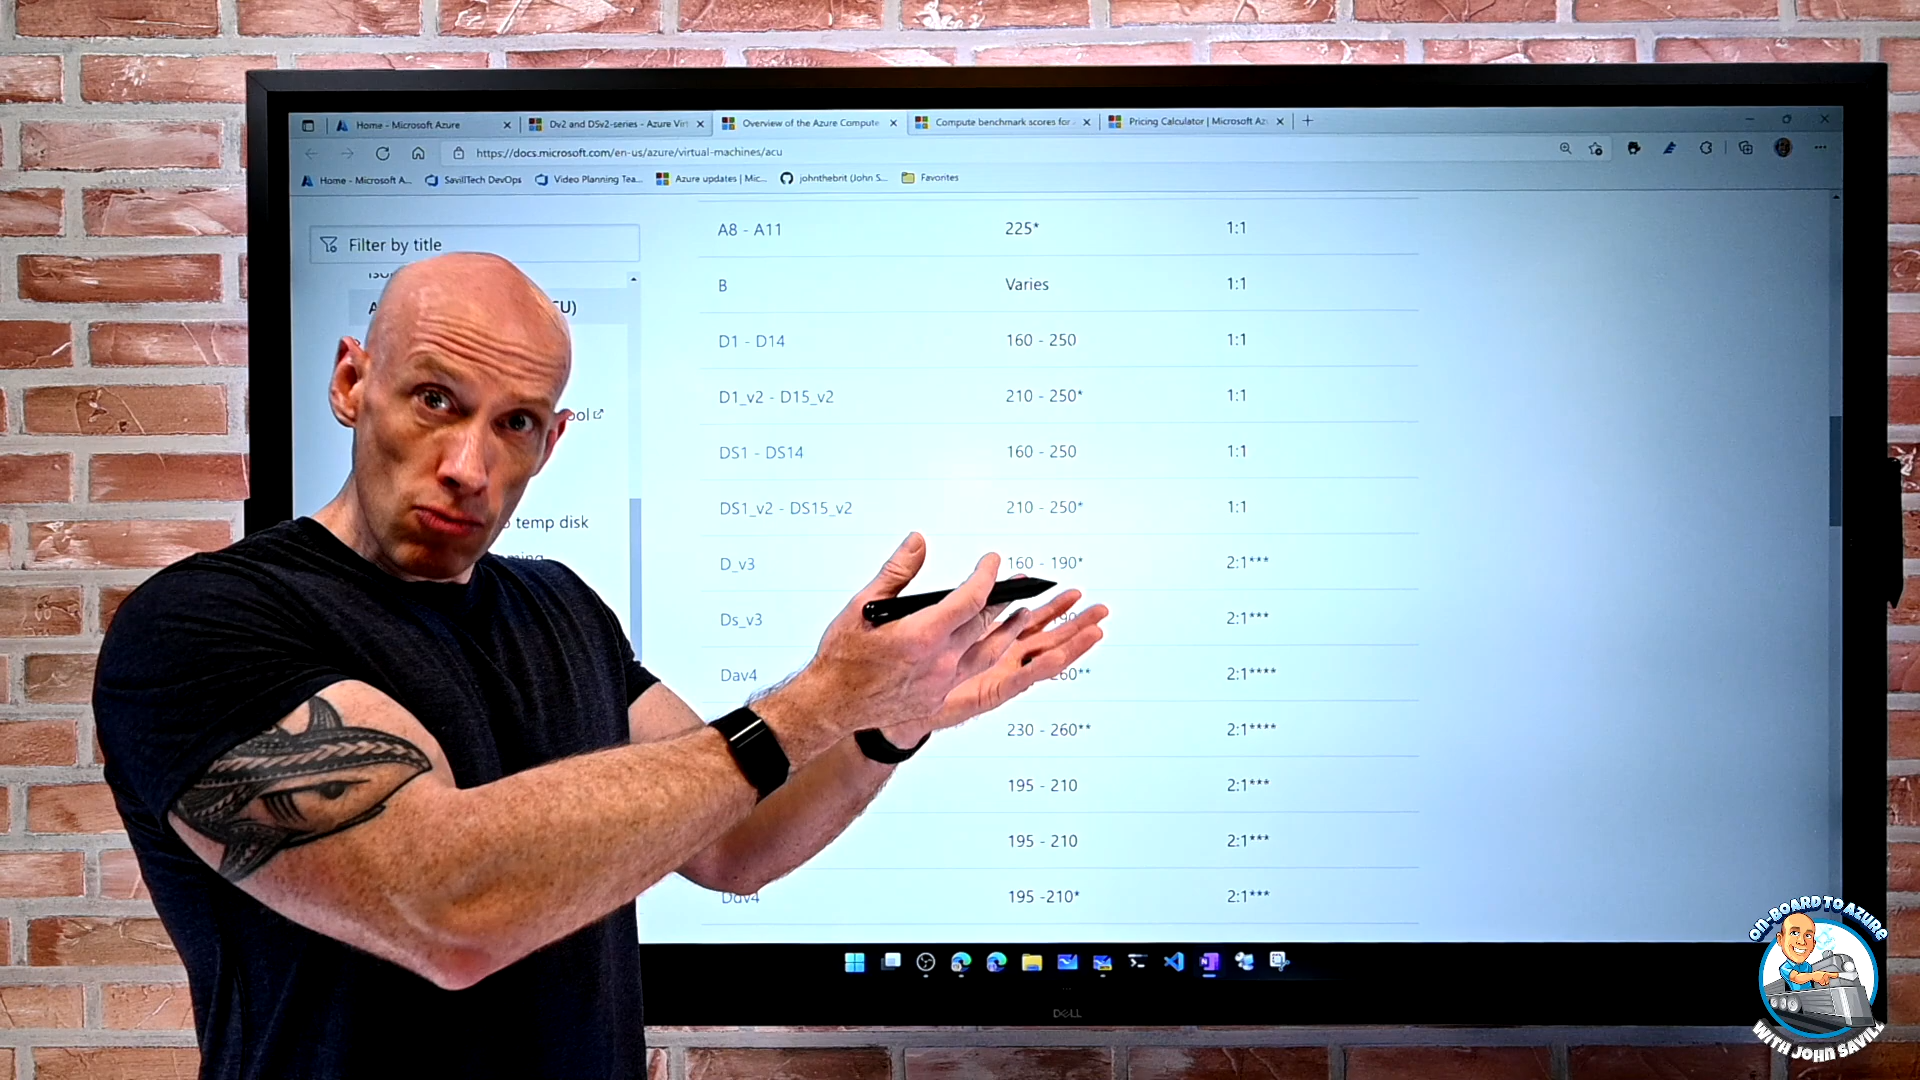 Home - Microsoft Azure
Dv2 and DSv2-series - Azure Vir
Overview of the Azure Compute
Compute benchmark scores for
Pricing Calculator | Microsoft Az
https://docs.microsoft.com/en-us/azure/virtual-machines/acu
Home - Microsoft A...
SavillTech DevOps
Video Planning Tea...
Azure updates | Mic...
johnthebnt (John S...
Favorites
Filter by title
CU)
ool
temp disk
A8 - A11 225* 1:1
B Varies 1:1
D1 - D14 160 - 250 1:1
D1_v2 - D15_v2 210 - 250* 1:1
DS1 - DS14 160 - 250 1:1
DS1_v2 - DS15_v2 210 - 250* 1:1
D_v3 160 - 190* 2:1***
Ds_v3 2:1***
Dav4 60** 2:1****
230 - 260** 2:1****
195 - 210 2:1***
195 - 210 2:1***
195 -210* 2:1***
DELL
ON-BOARD TO AZURE
WITH JOHN SAVILL